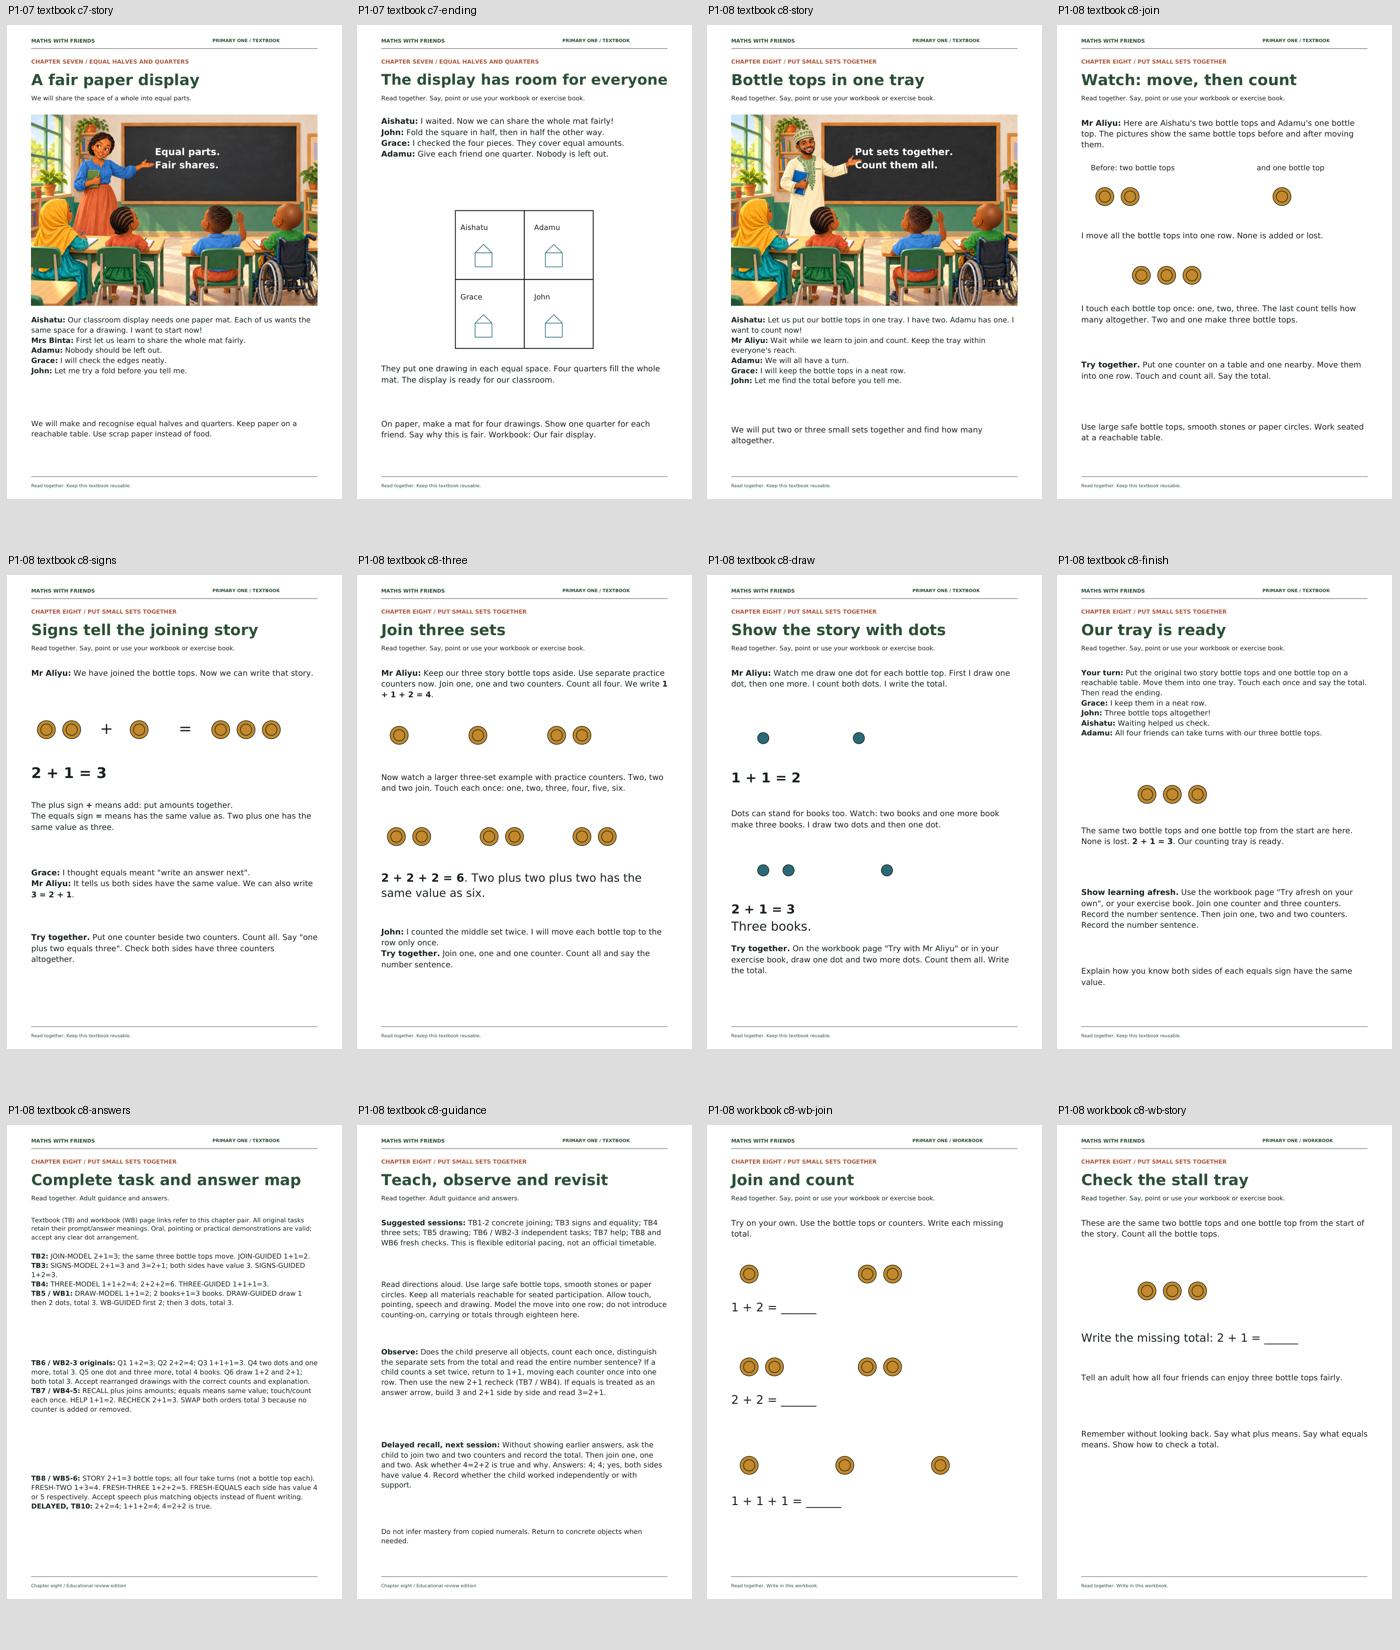 P1-07 textbook c7-story
MATHS WITH FRIENDS
PRIMARY ONE / TEXTBOOK
CHAPTER SEVEN / EQUAL HALVES AND QUARTERS
A fair paper display
We will share the space of a whole into equal parts.
Equal parts.
Fair shares.
Aishatu: Our classroom display needs one paper mat. Each of us wants the
same space for a drawing. I want to start now!
Mrs Binta: First let us learn to share the whole mat fairly.
Adamu: Nobody should be left out.
Grace: I will check the edges neatly.
John: Let me try a fold before you tell me.
We will make and recognise equal halves and quarters. Keep paper on a
reachable table. Use scrap paper instead of food.
Read together. Keep this textbook reusable.
P1-07 textbook c7-ending
MATHS WITH FRIENDS
PRIMARY ONE / TEXTBOOK
CHAPTER SEVEN / EQUAL HALVES AND QUARTERS
The display has room for everyone
Read together. Say, point or use your workbook or exercise book.
Aishatu: I waited. Now we can share the whole mat fairly!
John: Fold the square in half, then in half the other way.
Grace: I checked the four pieces. They cover equal amounts.
Adamu: Give each friend one quarter. Nobody is left out.
Aishatu
Adamu
Grace
John
They put one drawing in each equal space. Four quarters fill the whole
mat. The display is ready for our classroom.
On paper, make a mat for four drawings. Show one quarter for each
friend. Say why this is fair. Workbook: Our fair display.
Read together. Keep this textbook reusable.
P1-08 textbook c8-story
MATHS WITH FRIENDS
PRIMARY ONE / TEXTBOOK
CHAPTER EIGHT / PUT SMALL SETS TOGETHER
Bottle tops in one tray
Read together. Say, point or use your workbook or exercise book.
Put sets together.
Count them all.
Aishatu: Let us put our bottle tops in one tray. I have two. Adamu has one. I
want to count now!
Mr Aliyu: Wait while we learn to join and count. Keep the tray within
everyone's reach.
Adamu: We will all have a turn.
Grace: I will keep the bottle tops in a neat row.
John: Let me find the total before you tell me.
We will put two or three small sets together and find how many
altogether.
Read together. Keep this textbook reusable.
P1-08 textbook c8-join
MATHS WITH FRIENDS
PRIMARY ONE / TEXTBOOK
CHAPTER EIGHT / PUT SMALL SETS TOGETHER
Watch: move, then count
Read together. Say, point or use your workbook or exercise book.
Mr Aliyu: Here are Aishatu's two bottle tops and Adamu's one bottle
top. The pictures show the same bottle tops before and after moving
them.
Before: two bottle tops
and one bottle top
I move all the bottle tops into one row. None is added or lost.
I touch each bottle top once: one, two, three. The last count tells how
many altogether. Two and one make three bottle tops.
Try together. Put one counter on a table and one nearby. Move them
into one row. Touch and count all. Say the total.
Use large safe bottle tops, smooth stones or paper circles. Work seated
at a reachable table.
Read together. Keep this textbook reusable.
P1-08 textbook c8-signs
MATHS WITH FRIENDS
PRIMARY ONE / TEXTBOOK
CHAPTER EIGHT / PUT SMALL SETS TOGETHER
Signs tell the joining story
Read together. Say, point or use your workbook or exercise book.
Mr Aliyu: We have joined the bottle tops. Now we can write that story.
+ =
2 + 1 = 3
The plus sign + means add: put amounts together.
The equals sign = means has the same value as. Two plus one has the
same value as three.
Grace: I thought equals meant "write an answer next".
Mr Aliyu: It tells us both sides have the same value. We can also write
3 = 2 + 1.
Try together. Put one counter beside two counters. Count all. Say "one
plus two equals three". Check both sides have three counters
altogether.
Read together. Keep this textbook reusable.
P1-08 textbook c8-three
MATHS WITH FRIENDS
PRIMARY ONE / TEXTBOOK
CHAPTER EIGHT / PUT SMALL SETS TOGETHER
Join three sets
Read together. Say, point or use your workbook or exercise book.
Mr Aliyu: Keep our three story bottle tops aside. Use separate practice
counters now. Join one, one and two counters. Count all four. We write 1
+ 1 + 2 = 4.
Now watch a larger three-set example with practice counters. Two, two
and two join. Touch each once: one, two, three, four, five, six.
2 + 2 + 2 = 6. Two plus two plus two has the
same value as six.
John: I counted the middle set twice. I will move each bottle top to the
row only once.
Try together. Join one, one and one counter. Count all and say the
number sentence.
Read together. Keep this textbook reusable.
P1-08 textbook c8-draw
MATHS WITH FRIENDS
PRIMARY ONE / TEXTBOOK
CHAPTER EIGHT / PUT SMALL SETS TOGETHER
Show the story with dots
Read together. Say, point or use your workbook or exercise book.
Mr Aliyu: Watch me draw one dot for each bottle top. First I draw one
dot, then one more. I count both dots. I write the total.
1 + 1 = 2
Dots can stand for books too. Watch: two books and one more book
make three books. I draw two dots and then one dot.
2 + 1 = 3
Three books.
Try together. On the workbook page "Try with Mr Aliyu" or in your
exercise book, draw one dot and two more dots. Count them all. Write
the total.
Read together. Keep this textbook reusable.
P1-08 textbook c8-finish
MATHS WITH FRIENDS
PRIMARY ONE / TEXTBOOK
CHAPTER EIGHT / PUT SMALL SETS TOGETHER
Our tray is ready
Read together. Say, point or use your workbook or exercise book.
Your turn: Put the original two story bottle tops and one bottle top on a
reachable table. Move them into one tray. Touch each once and say the total.
Then read the ending.
Grace: I keep them in a neat row.
John: Three bottle tops altogether!
Aishatu: Waiting helped us check.
Adamu: All four friends can take turns with our three bottle tops.
The same two bottle tops and one bottle top from the start are here.
None is lost. 2 + 1 = 3. Our counting tray is ready.
Show learning afresh. Use the workbook page "Try afresh on your
own", or your exercise book. Join one counter and three counters.
Record the number sentence. Then join one, two and two counters.
Record the number sentence.
Explain how you know both sides of each equals sign have the same
value.
Read together. Keep this textbook reusable.
P1-08 textbook c8-answers
MATHS WITH FRIENDS
PRIMARY ONE / TEXTBOOK
CHAPTER EIGHT / PUT SMALL SETS TOGETHER
Complete task and answer map
Read together. Adult guidance and answers.
Textbook (TB) and workbook (WB) page links refer to this chapter pair. All original tasks
retain their prompt/answer meanings. Oral, pointing or practical demonstrations are valid;
accept any clear dot arrangement.
TB2: JOIN-MODEL 2+1=3; the same three bottle tops move. JOIN-GUIDED 1+1=2.
TB3: SIGNS-MODEL 2+1=3 and 3=2+1; both sides have value 3. SIGNS-GUIDED
1+2=3.
TB4: THREE-MODEL 1+1+2=4; 2+2+2=6. THREE-GUIDED 1+1+1=3.
TB5 / WB1: DRAW-MODEL 1+1=2; 2 books+1=3 books. DRAW-GUIDED draw 1
then 2 dots, total 3. WB-GUIDED first 2; then 3 dots, total 3.
TB6 / WB2-3 originals: Q1 1+2=3; Q2 2+2=4; Q3 1+1+1=3. Q4 two dots and one
more, total 3. Q5 one dot and three more, total 4 books. Q6 draw 1+2 and 2+1;
both total 3. Accept rearranged drawings with the correct counts and explanation.
TB7 / WB4-5: RECALL plus joins amounts; equals means same value; touch/count
each once. HELP 1+1=2. RECHECK 2+1=3. SWAP both orders total 3 because no
counter is added or removed.
TB8 / WB5-6: STORY 2+1=3 bottle tops; all four take turns (not a bottle top each).
FRESH-TWO 1+3=4. FRESH-THREE 1+2+2=5. FRESH-EQUALS each side has value 4
or 5 respectively. Accept speech plus matching objects instead of fluent writing.
DELAYED, TB10: 2+2=4; 1+1+2=4; 4=2+2 is true.
Chapter eight / Educational review edition
P1-08 textbook c8-guidance
MATHS WITH FRIENDS
PRIMARY ONE / TEXTBOOK
CHAPTER EIGHT / PUT SMALL SETS TOGETHER
Teach, observe and revisit
Read together. Adult guidance and answers.
Suggested sessions: TB1-2 concrete joining; TB3 signs and equality; TB4
three sets; TB5 drawing; TB6 / WB2-3 independent tasks; TB7 help; TB8 and
WB6 fresh checks. This is flexible editorial pacing, not an official timetable.
Read directions aloud. Use large safe bottle tops, smooth stones or paper
circles. Keep all materials reachable for seated participation. Allow touch,
pointing, speech and drawing. Model the move into one row; do not introduce
counting-on, carrying or totals through eighteen here.
Observe: Does the child preserve all objects, count each once, distinguish
the separate sets from the total and read the entire number sentence? If a
child counts a set twice, return to 1+1, moving each counter once into one
row. Then use the new 2+1 recheck (TB7 / WB4). If equals is treated as an
answer arrow, build 3 and 2+1 side by side and read 3=2+1.
Delayed recall, next session: Without showing earlier answers, ask the
child to join two and two counters and record the total. Then join one, one
and two. Ask whether 4=2+2 is true and why. Answers: 4; 4; yes, both sides
have value 4. Record whether the child worked independently or with
support.
Do not infer mastery from copied numerals. Return to concrete objects when
needed.
Chapter eight / Educational review edition
P1-08 workbook c8-wb-join
MATHS WITH FRIENDS
PRIMARY ONE / WORKBOOK
CHAPTER EIGHT / PUT SMALL SETS TOGETHER
Join and count
Read together. Say, point or use your workbook or exercise book.
Try on your own. Use the bottle tops or counters. Write each missing
total.
1 + 2 = ______
2 + 2 = ______
1 + 1 + 1 = ______
Read together. Write in this workbook.
P1-08 workbook c8-wb-story
MATHS WITH FRIENDS
PRIMARY ONE / WORKBOOK
CHAPTER EIGHT / PUT SMALL SETS TOGETHER
Check the stall tray
Read together. Say, point or use your workbook or exercise book.
These are the same two bottle tops and one bottle top from the start of
the story. Count all the bottle tops.
Write the missing total: 2 + 1 = ______
Tell an adult how all four friends can enjoy three bottle tops fairly.
Remember without looking back. Say what plus means. Say what equals
means. Show how to check a total.
Read together. Write in this workbook.